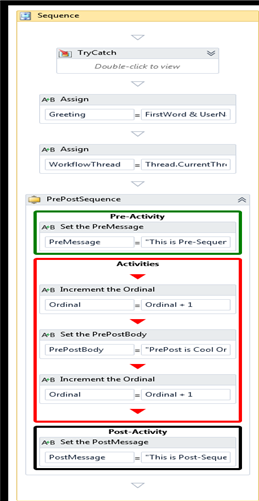 Sequence
TryCatch
Double-click to view
A•B Assign
Greeting = FirstWord & UserN
A•B Assign
WorkflowThread = Thread.CurrentThr
PrePostSequence
Pre-Activity
A•B Set the PreMessage
PreMessage = "This is Pre-Sequer
Activities
A•B Increment the Ordinal
Ordinal = Ordinal + 1
A•B Set the PrePostBody
PrePostBody = "PrePost is Cool Or
A•B Increment the Ordinal
Ordinal = Ordinal + 1
Post-Activity
A•B Set the PostMessage
PostMessage = "This is Post-Seque